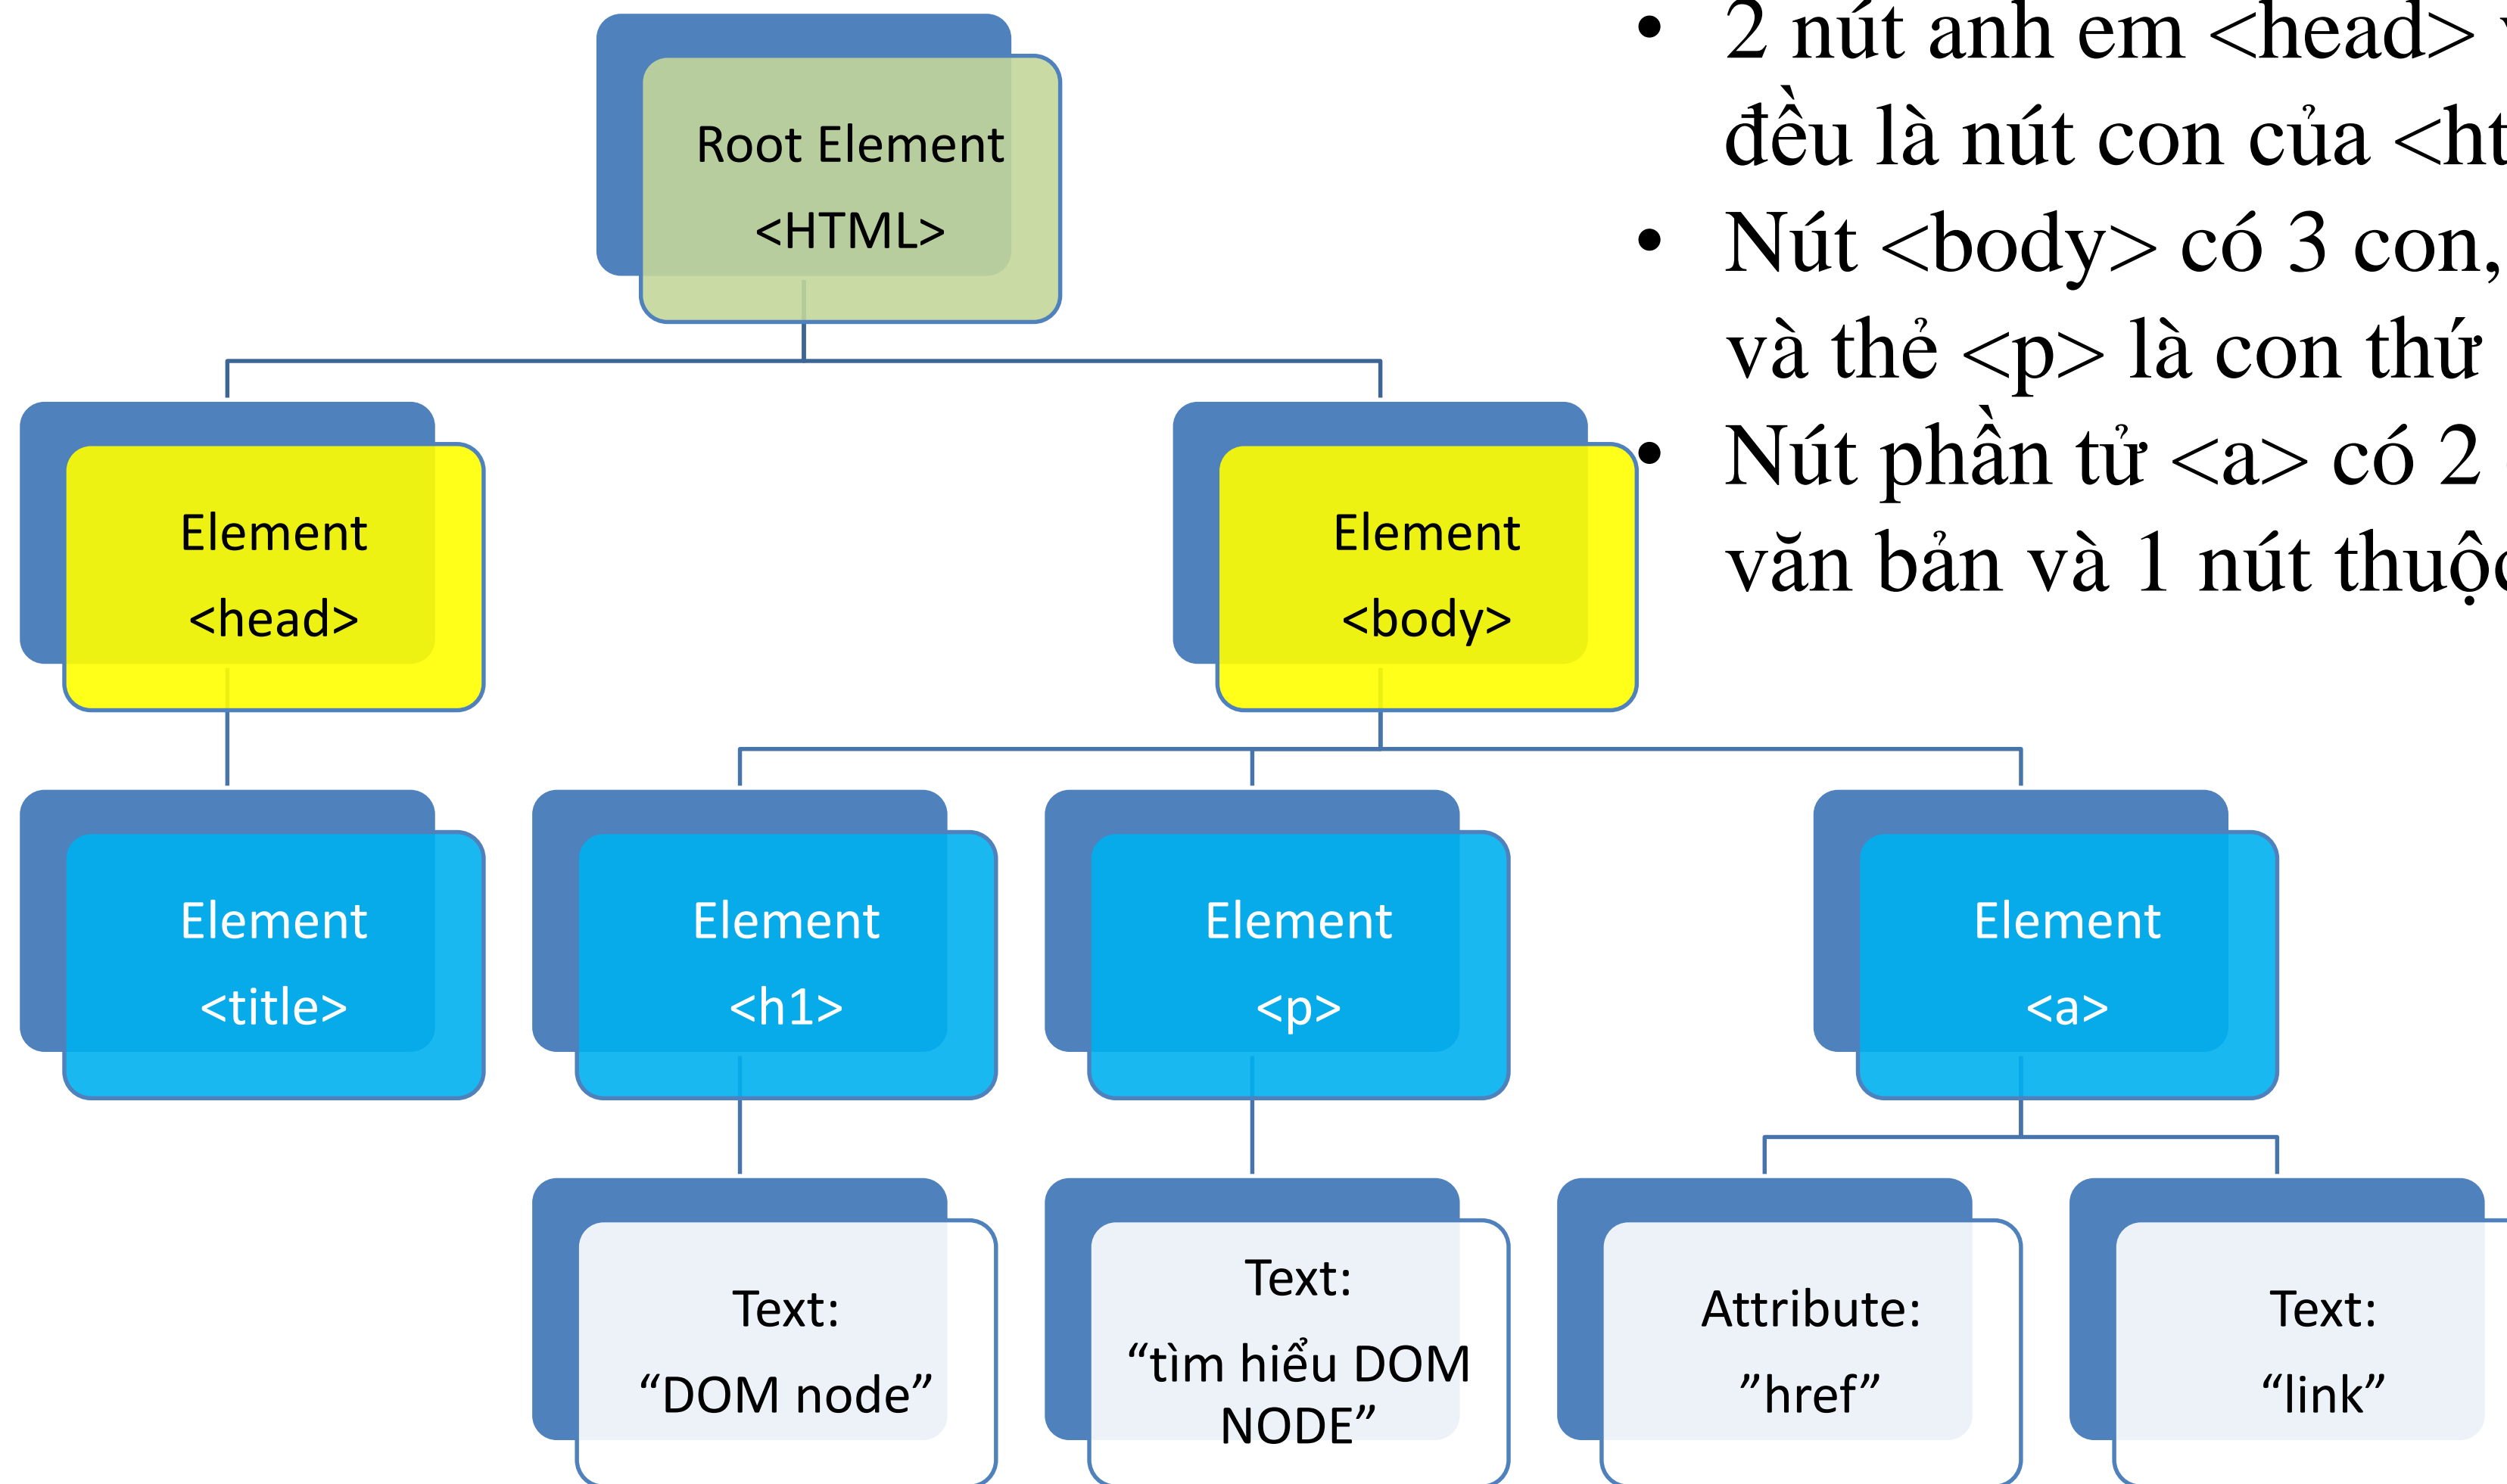 • 2 nút anh em <head>
đều là nút con của
• Nút <body> có 3 con,
và thẻ <p> là con thứ
• Nút phần tử <a> có 2
văn bản và 1 nút
Root Element
<HTML>
Element
<head>
Element
<body>
Element
<title>
Element
<h1>
Element
<p>
Element
<a>
Text:
“DOM node”
Text:
“tìm hiểu DOM
NODE”
Attribute:
”href”
Text:
“link”